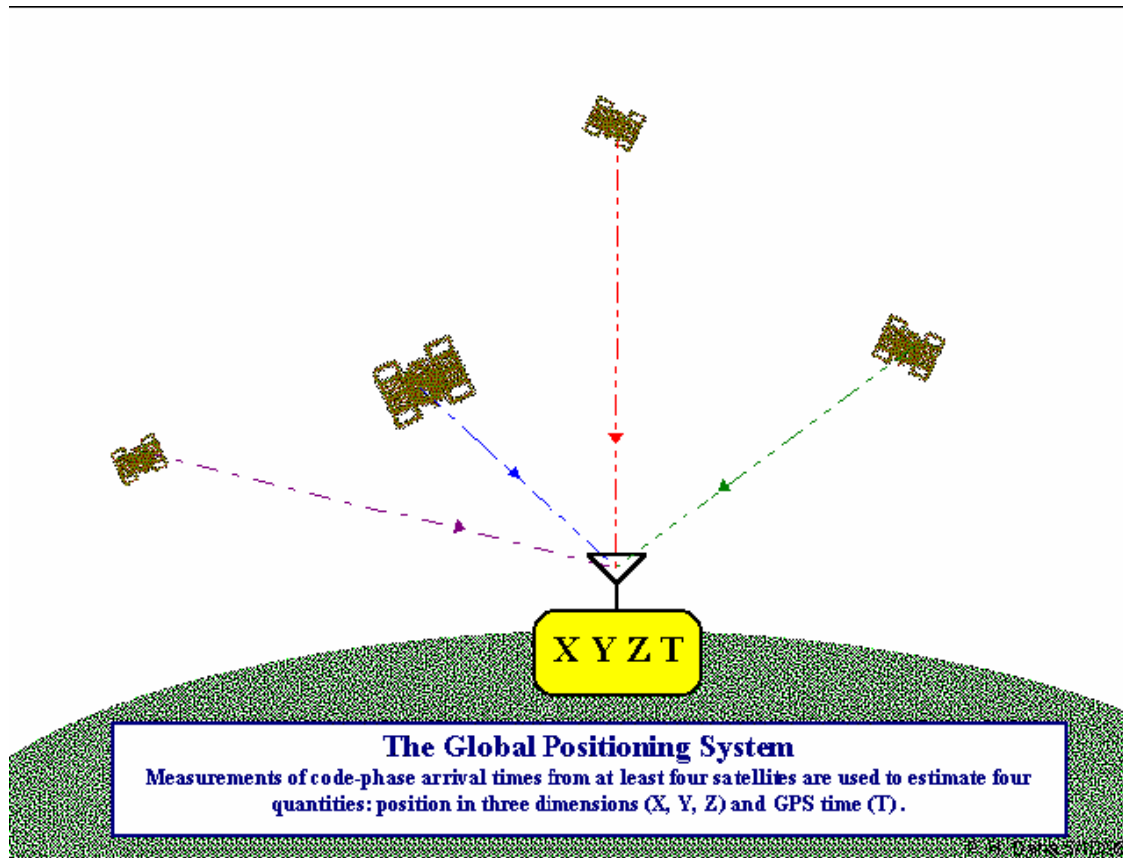 X Y Z T
The Global Positioning System
Measurements of code-phase arrival times from at least four satellites are used to estimate four
quantities: position in three dimensions (X, Y, Z) and GPS time (T) .
P. H. Dana